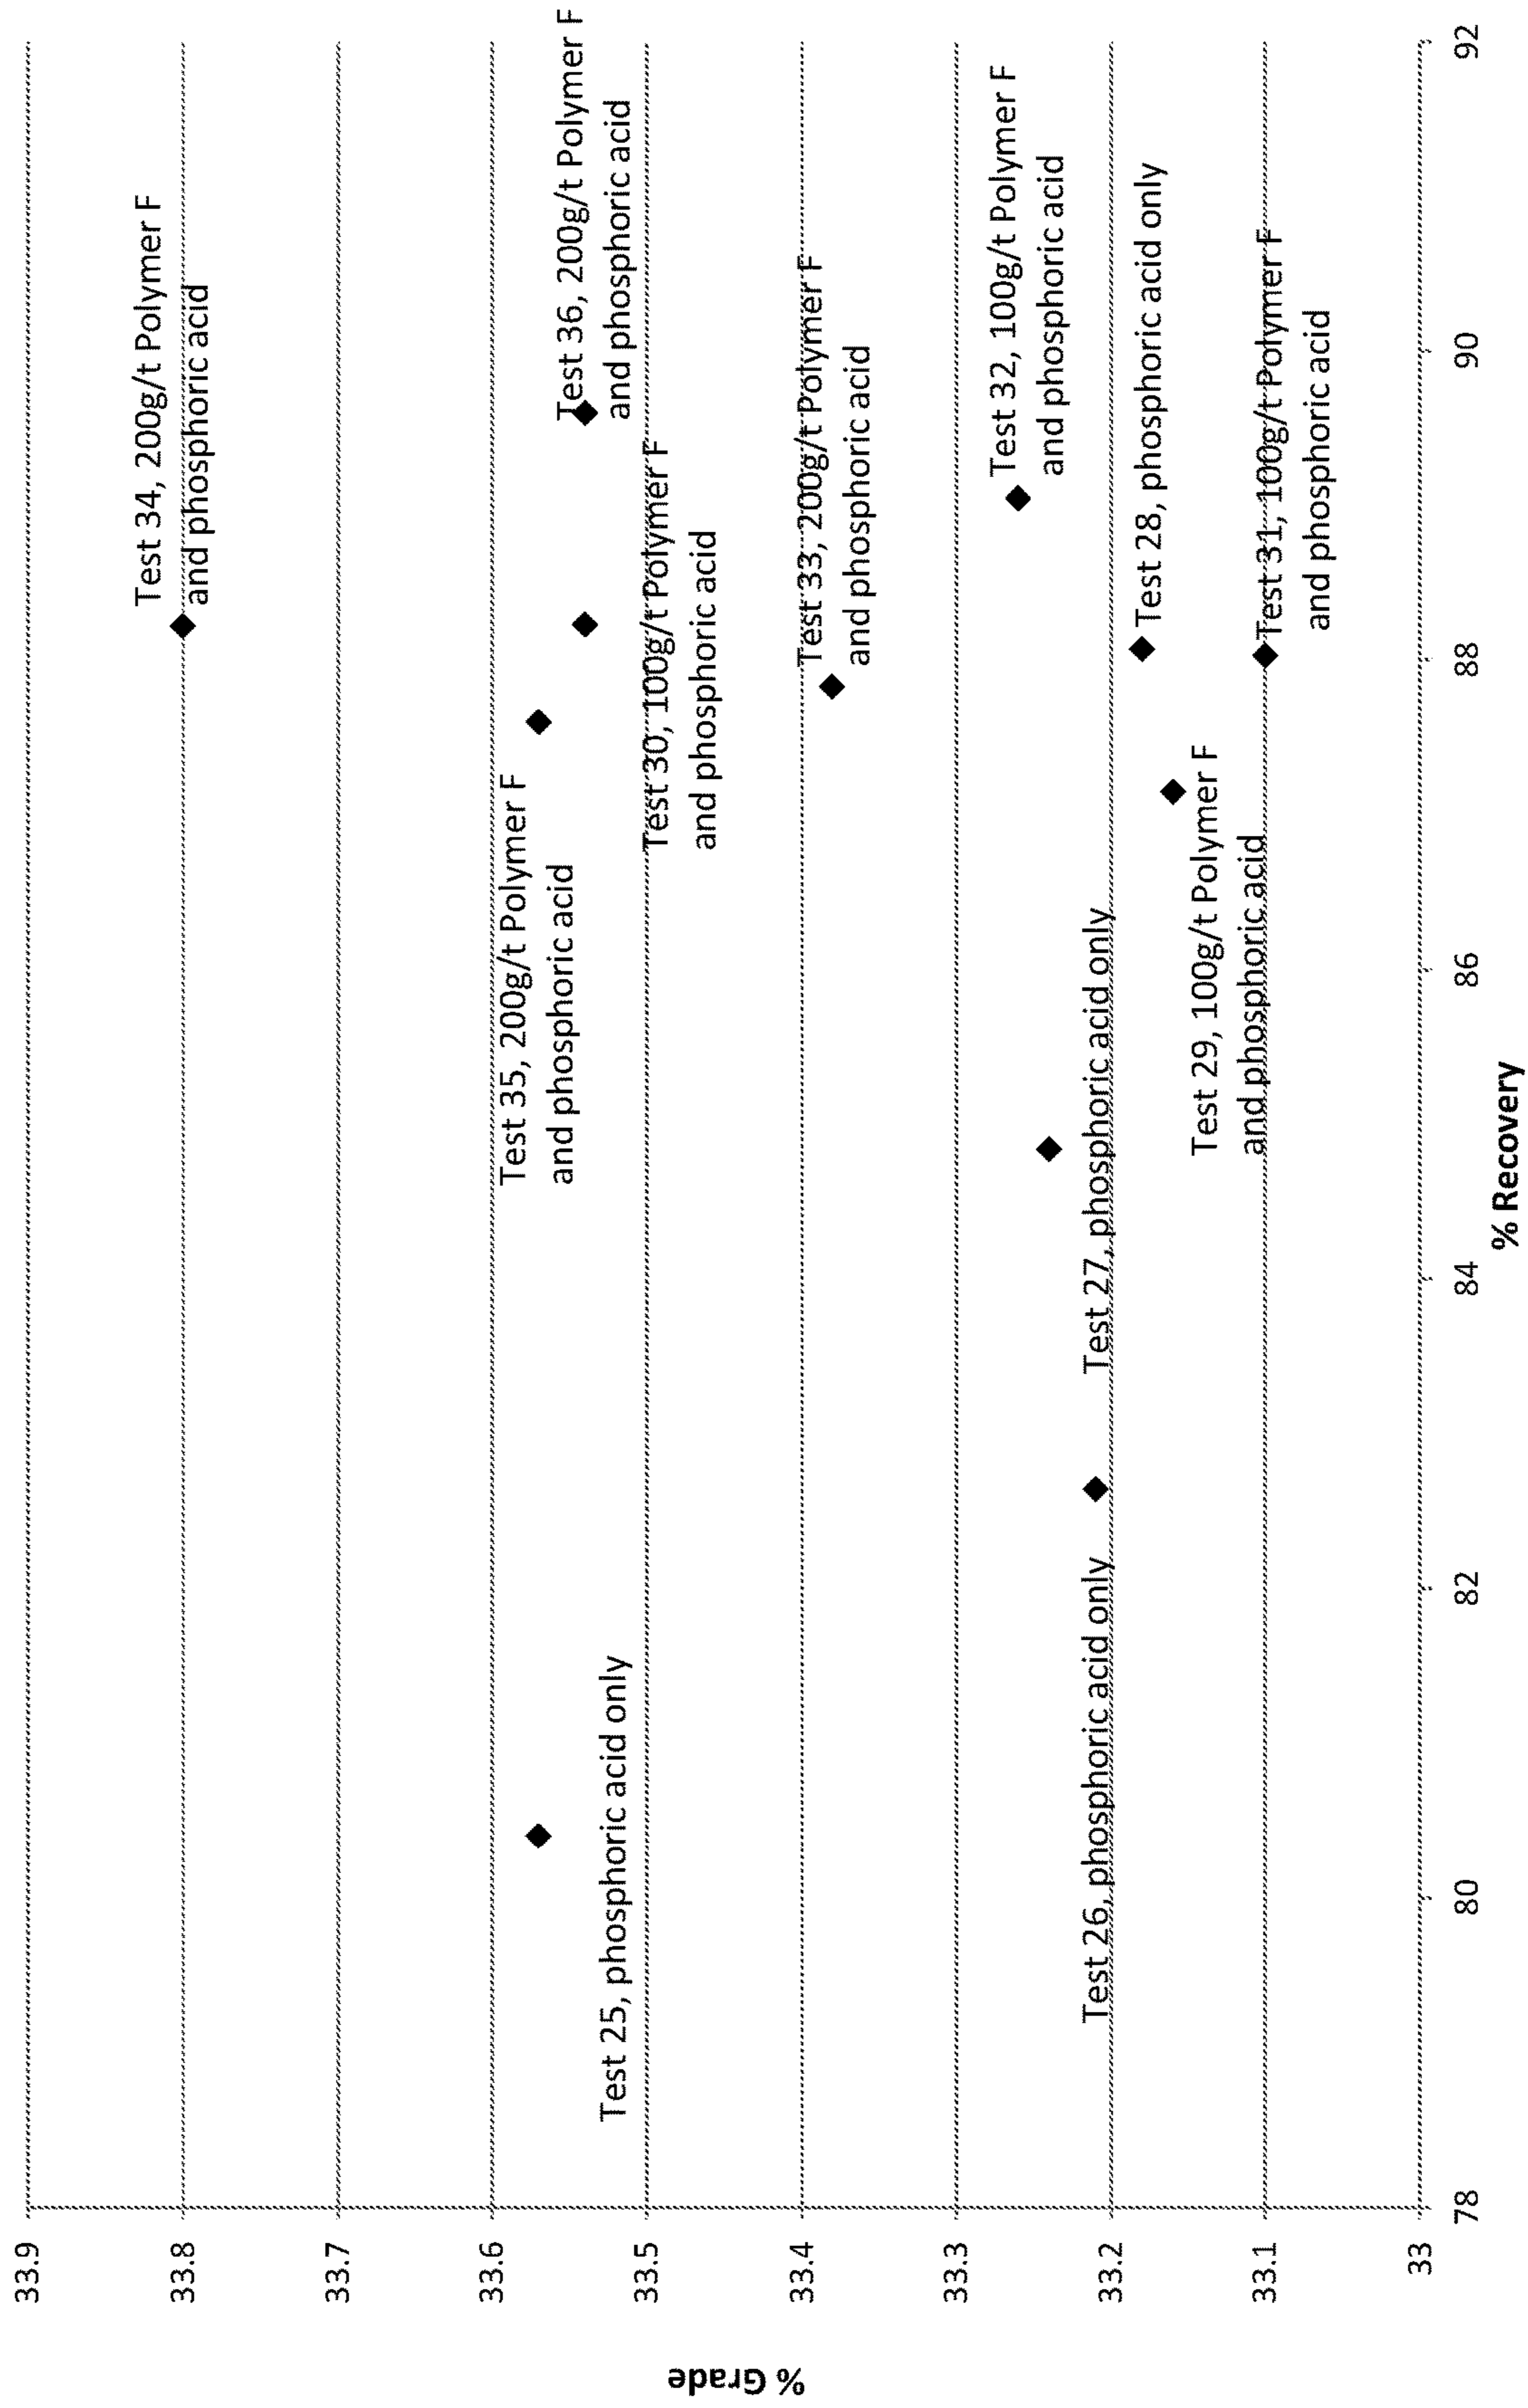 33.9
33.8
33.7
33.6
33.5
33.4
33.3
33.2
33.1
33
% Grade
Test 34, 200g/t Polymer F
and phosphoric acid
Test 36, 200g/t Polymer F
and phosphoric acid
Test 35, 200g/t Polymer F
and phosphoric acid
Test 30, 100g/t Polymer F
and phosphoric acid
Test 25, phosphoric acid only
Test 33, 200g/t Polymer F
and phosphoric acid
Test 32, 100g/t Polymer F
and phosphoric acid
Test 28, phosphoric acid only
Test 27, phosphoric acid only
Test 26, phosphoric acid only
Test 29, 100g/t Polymer F
and phosphoric acid
Test 31, 100g/t Polymer F
and phosphoric acid
78
80
82
84
86
88
90
92
% Recovery